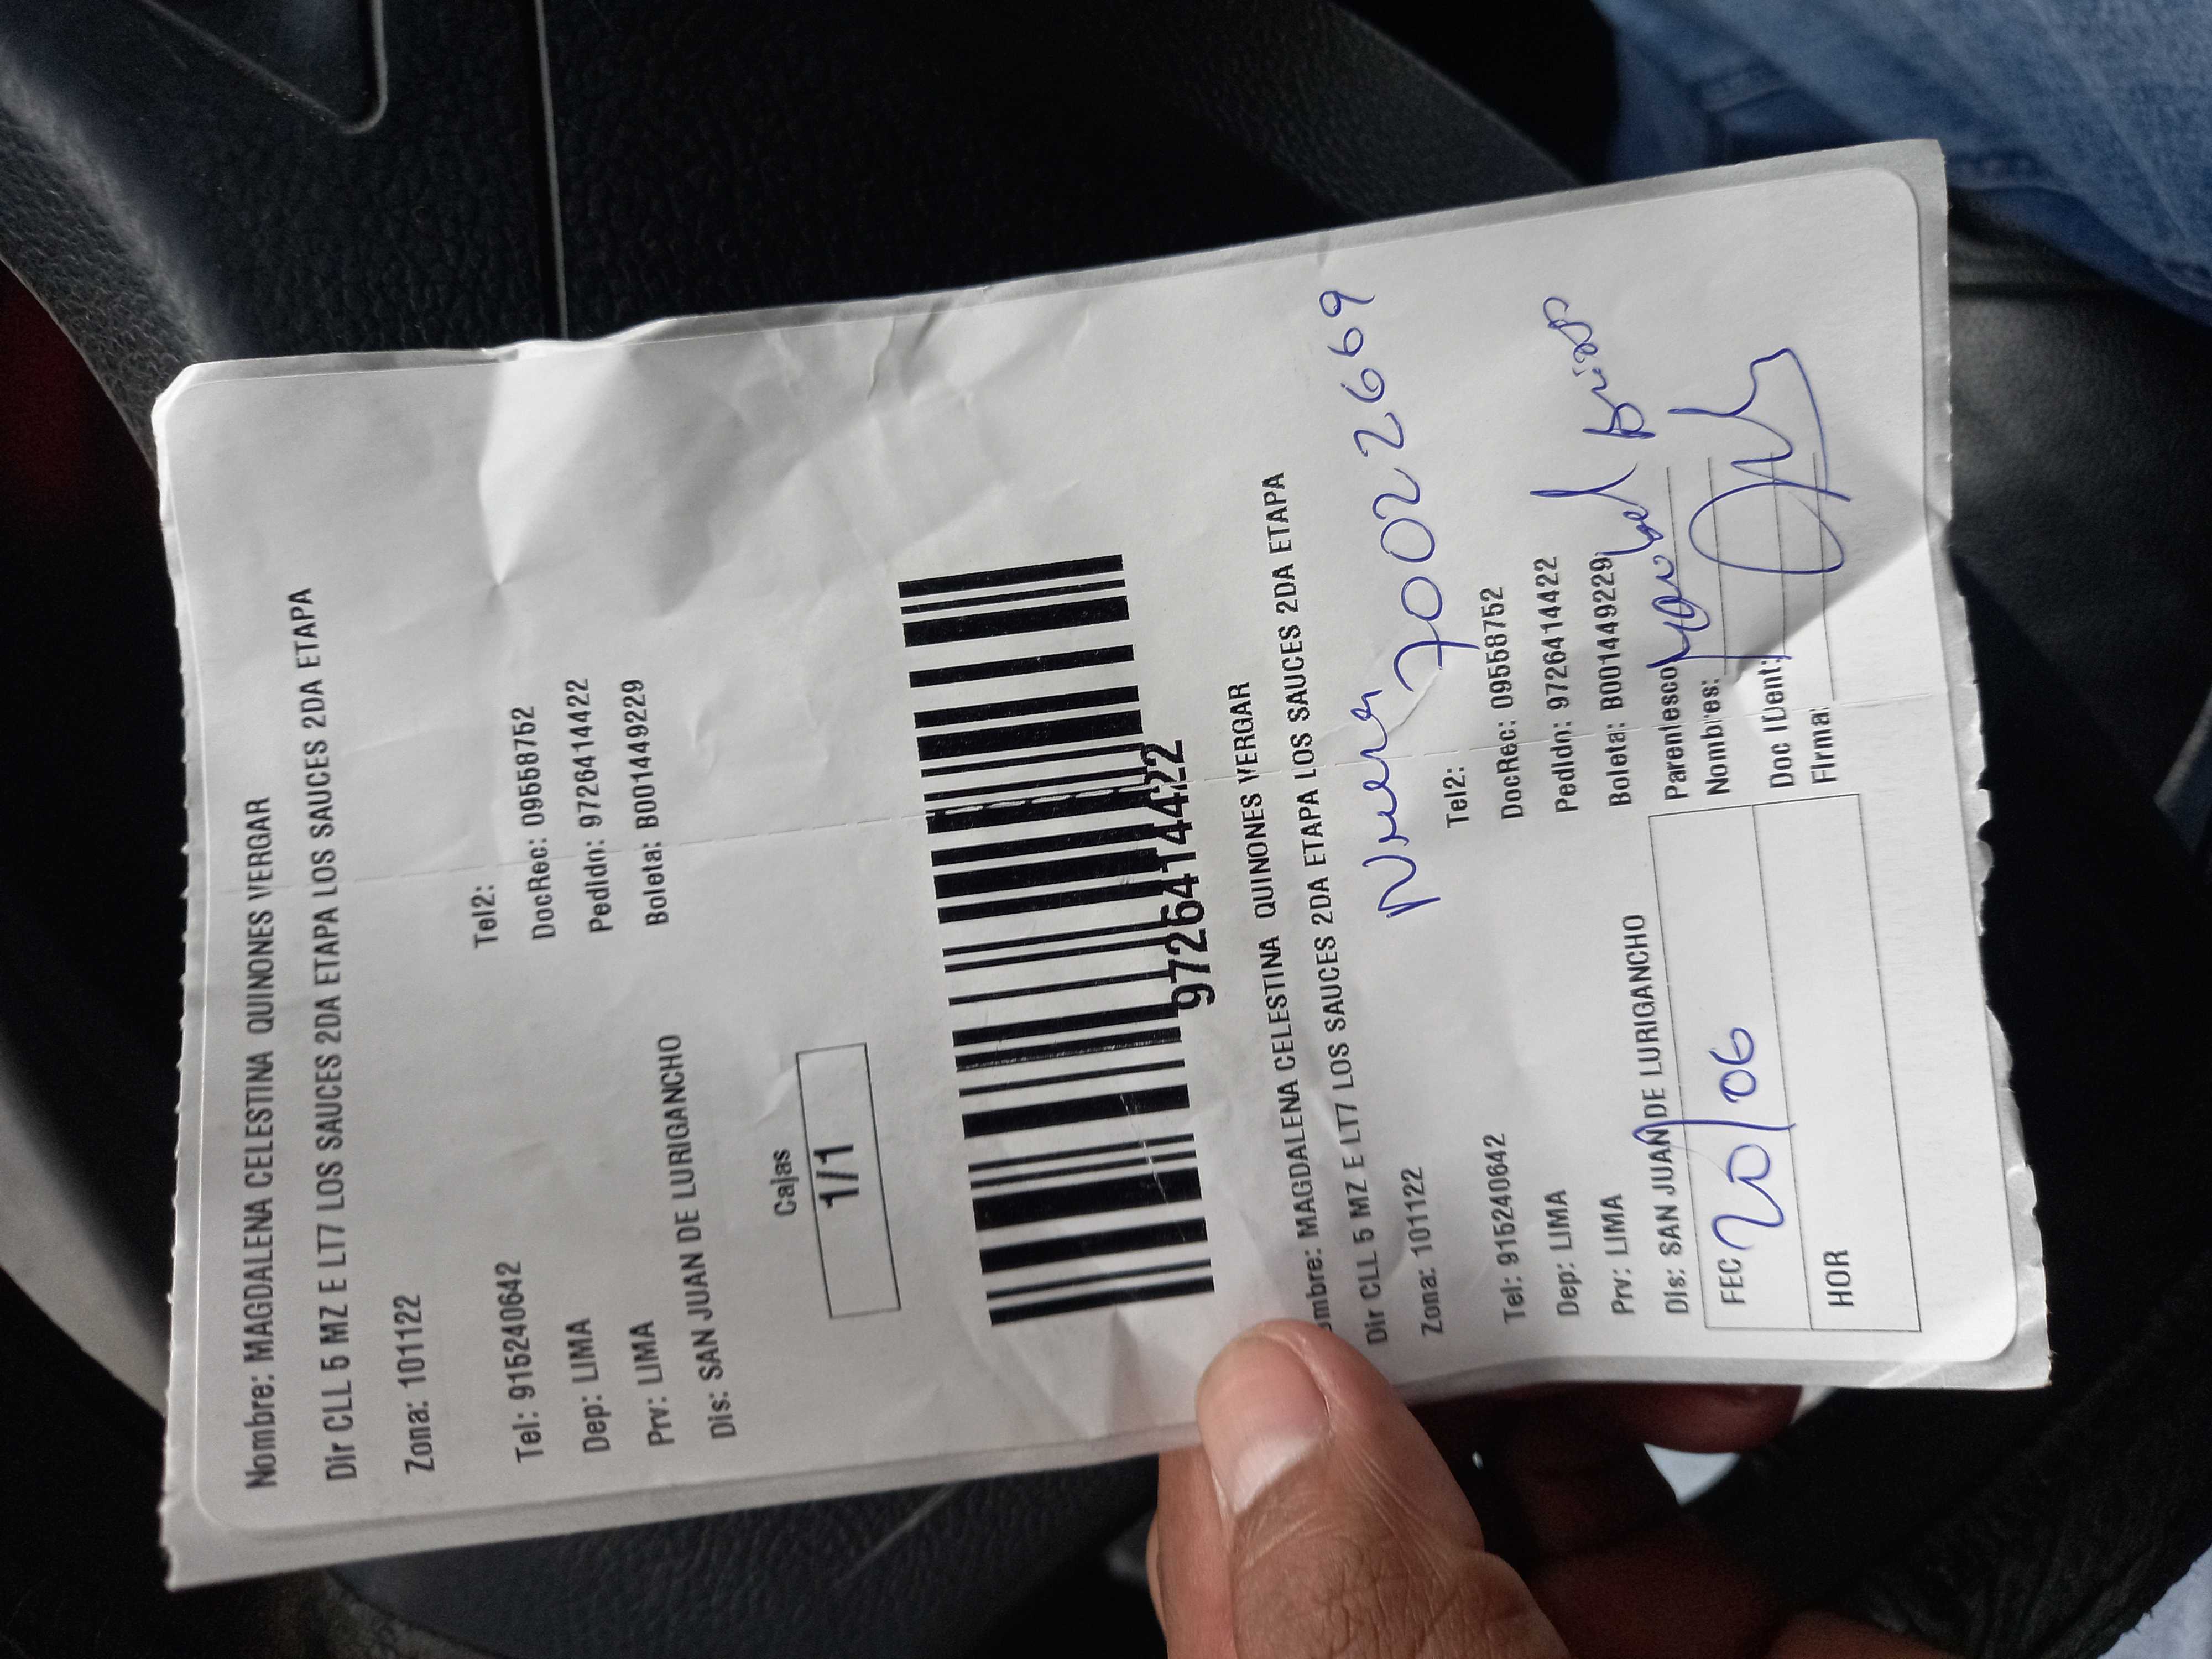 Nombre: MAGDALENA CELESTINA QUINONES VERGAR
Dir CLL 5 MZ E LT7 LOS SAUCES 2DA ETAPA LOS SAUCES 2DA ETAPA
Zona: 101122
Tel: 915240642 Tel2:
Dep: LIMA DocRec: 09558752
Prv: LIMA Pedido: 9726414422
Dis: SAN JUAN DE LURIGANCHO Boleta: B001449229
Cajas
1/1
9726414422
ombre: MAGDALENA CELESTINA QUINONES VERGAR
Dir CLL 5 MZ E LT7 LOS SAUCES 2DA ETAPA LOS SAUCES 2DA ETAPA
Zona: 101122
Nuera 70022669
Tel: 915240642 Tel2:
Dep: LIMA DocRec: 09558752
Prv: LIMA Pedido: 9726414422
Dis: SAN JUAN DE LURIGANCHO Boleta: B001449229
FEC 20/06 Parentesco
Nombres:
HOR Doc IDent:
Firma: